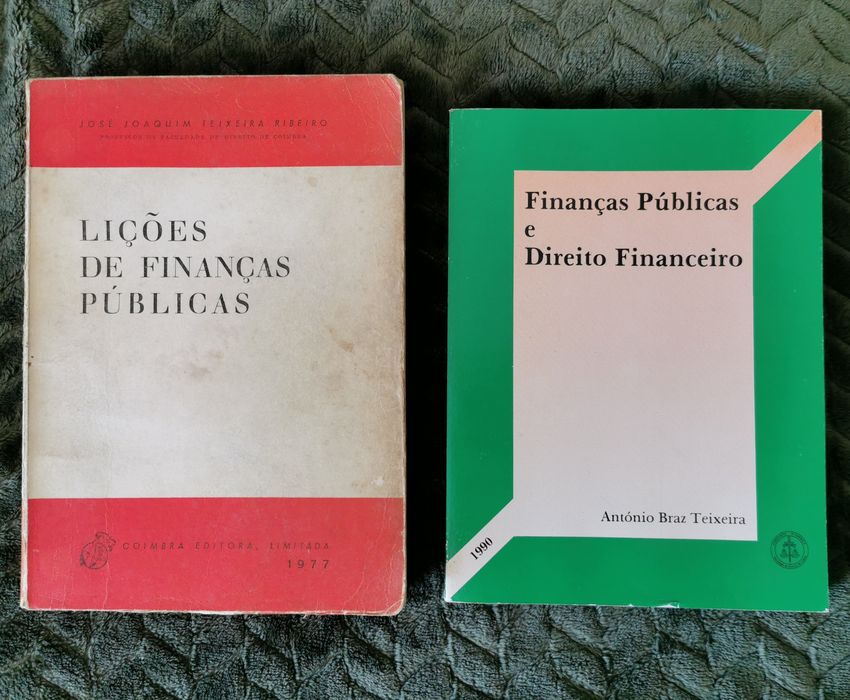 JOSÉ JOAQUIM TEIXEIRA RIBEIRO
PROFESSOR DA FACULDADE DE DIREITO DE COIMBRA
LIÇÕES
DE FINANÇAS
PÚBLICAS
COIMBRA EDITORA, LIMITADA
1977
Finanças Públicas
e
Direito Financeiro
António Braz Teixeira
1990